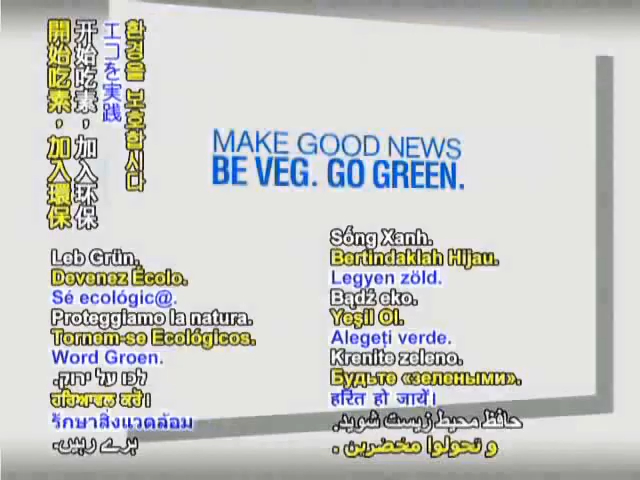 開始吃素，加入環保
开始吃素，加入环保
エコを実践
환경을 보호합시다
MAKE GOOD NEWS
BE VEG. GO GREEN.
Leb Grün.
Devenez Écolo.
Sé ecológic@.
Proteggiamo la natura.
Tornem-se Ecológicos.
Word Groen.
לכו על ירוק.
ਹਰਿਆਵਲ ਕਰੋ।
รักษาสิ่งแวดล้อม
ہرے رہیں.
Sống Xanh.
Bertindaklah Hijau.
Legyen zöld.
Bądź eko.
Yeşil Ol.
Alegeți verde.
Krenite zeleno.
Будьте «зелеными».
हरित हो जायें।
حافظ محیط زیست شوید.
و تحولوا مخضرين .